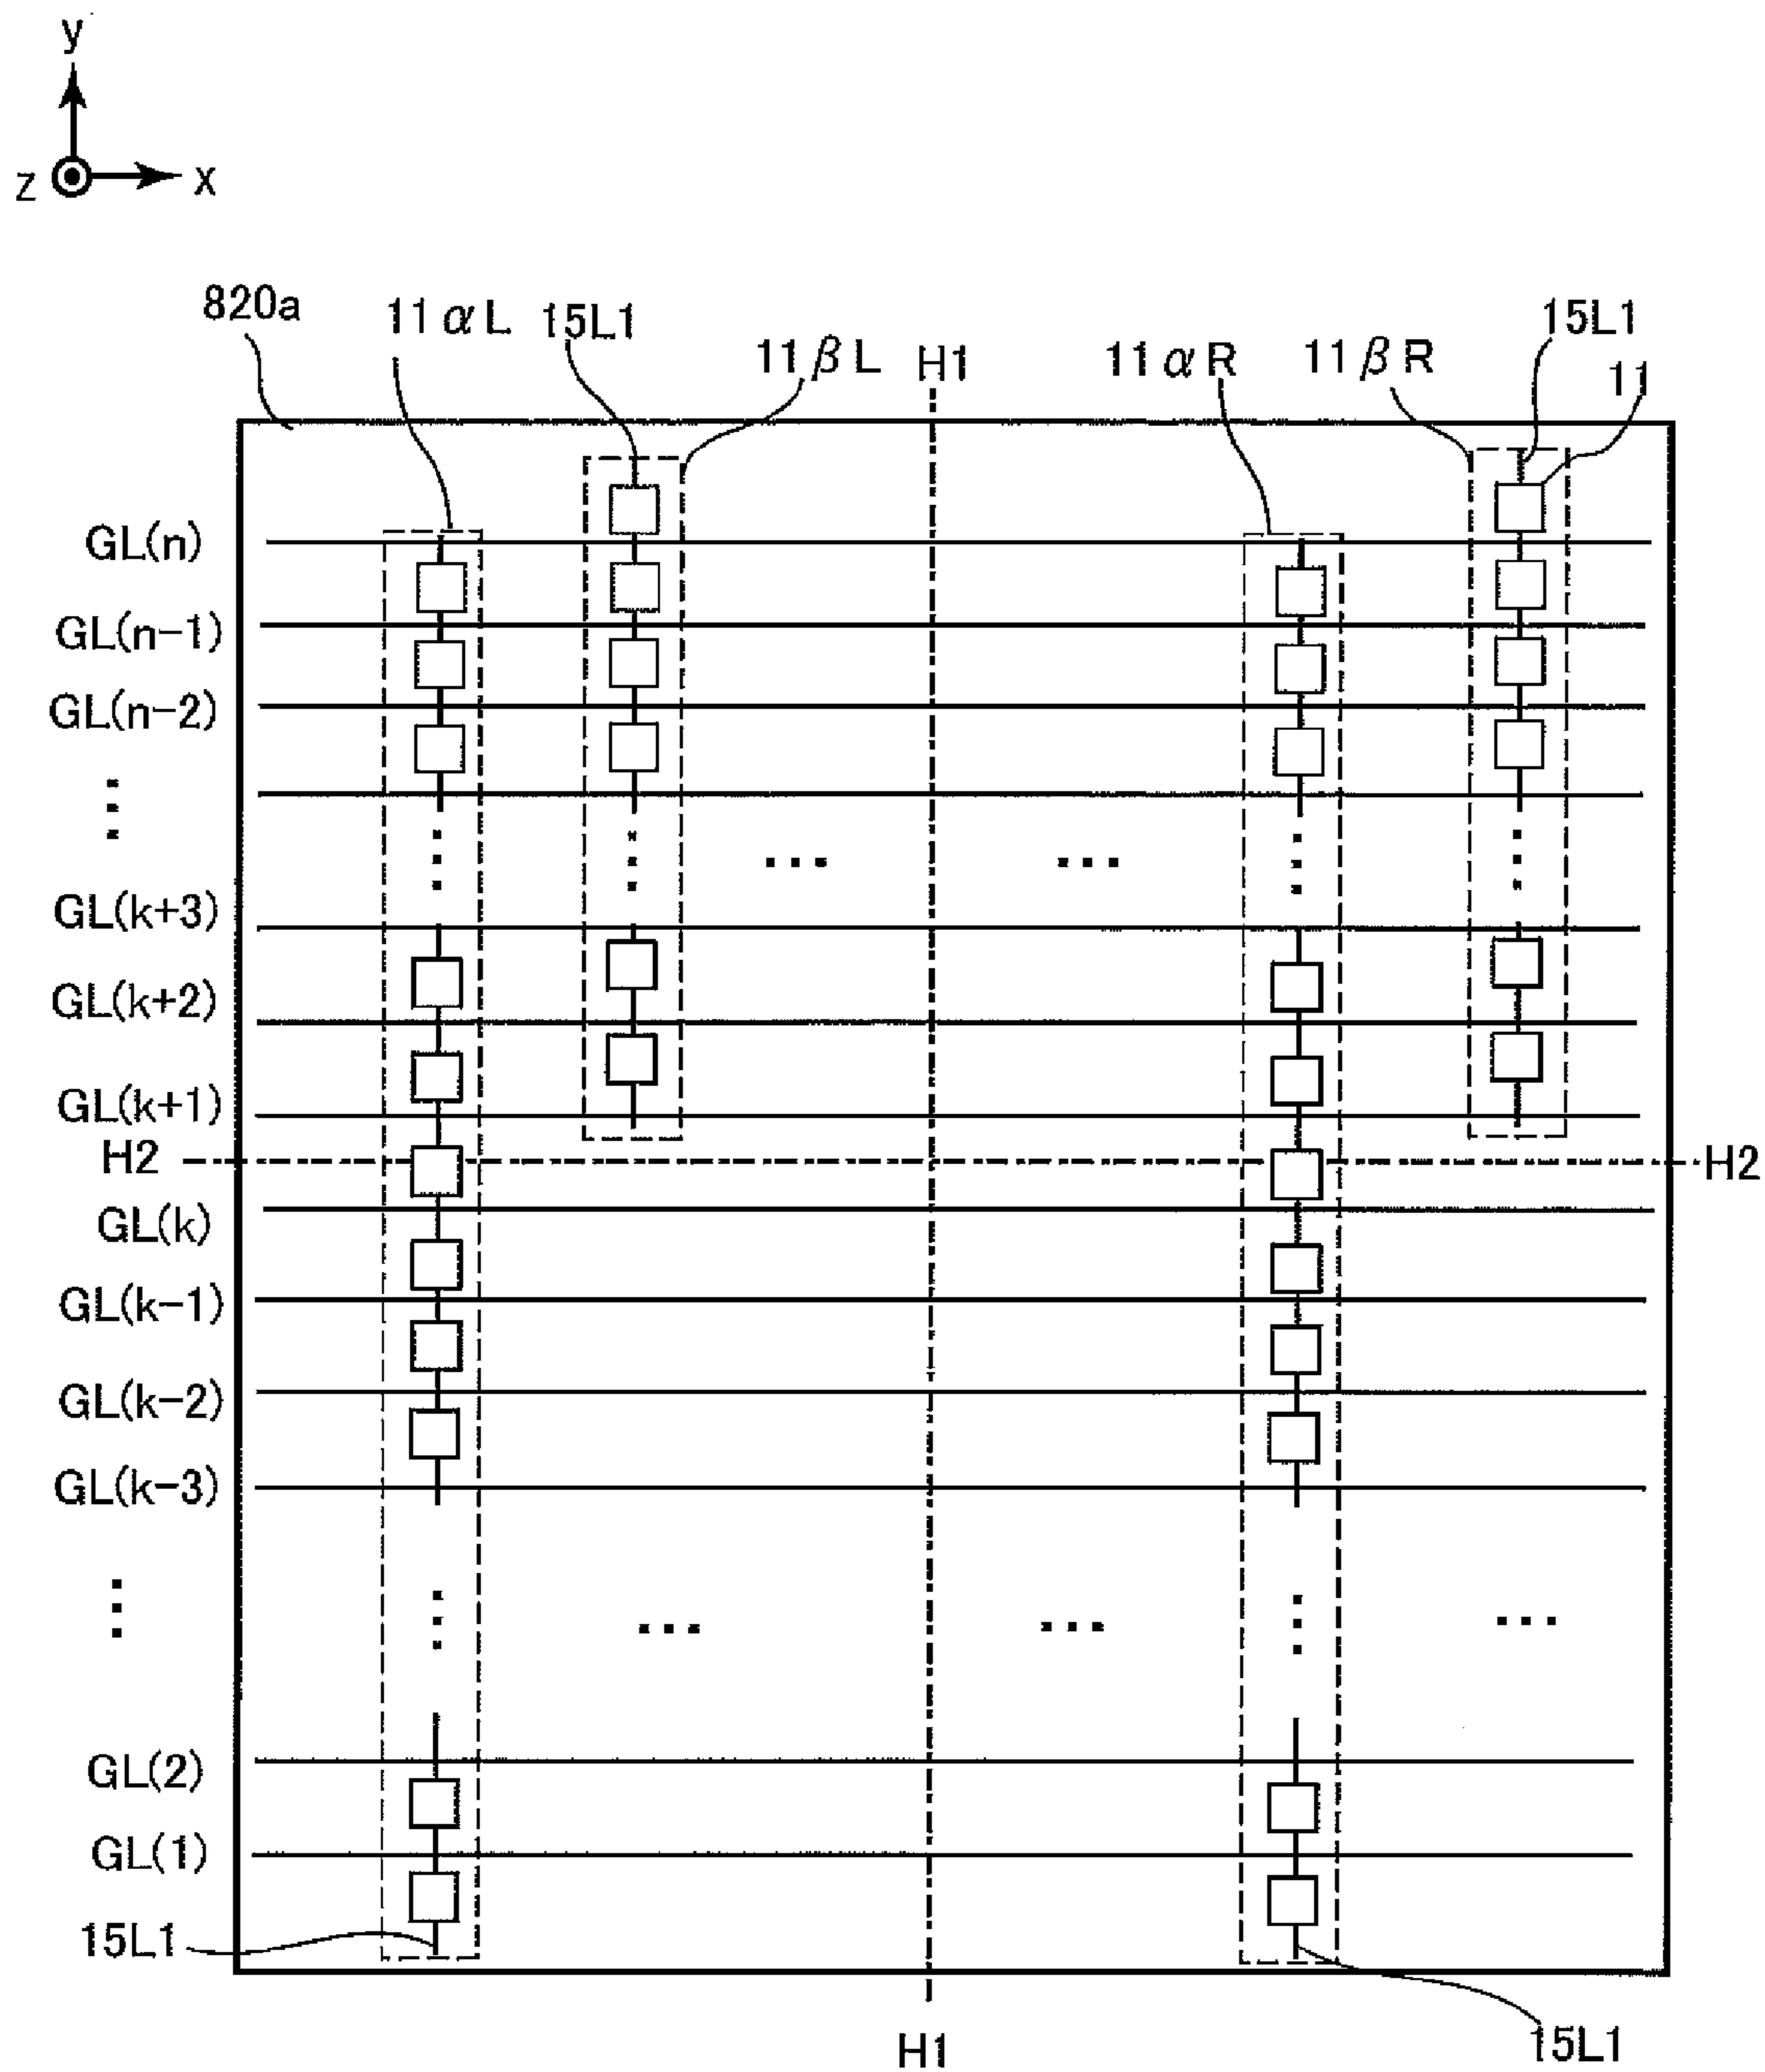 y
z
x
820a
11αL
15L1
11βL
H1
11αR
11βR
15L1
11
GL(n)
GL(n-1)
GL(n-2)
GL(k+3)
GL(k+2)
GL(k+1)
H2
H2
GL(k)
GL(k-1)
GL(k-2)
GL(k-3)
GL(2)
GL(1)
15L1
15L1
H1